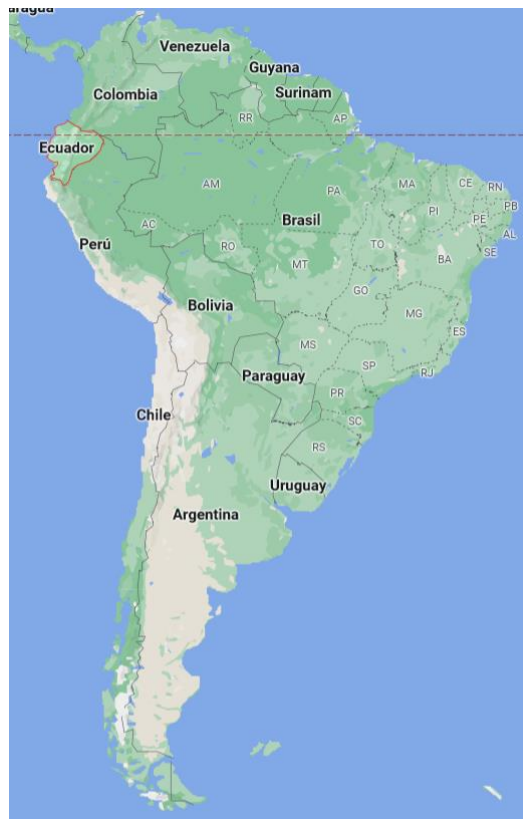 Venezuela
Guyana
Colombia
Surinam
RR
AP
Ecuador
AM
PA
MA
CE
RN
PB
PI
PE
AL
Perú
AC
Brasil
RO
TO
SE
BA
MT
Bolivia
GO
MG
ES
MS
Paraguay
SP
RJ
PR
Chile
SC
RS
Uruguay
Argentina